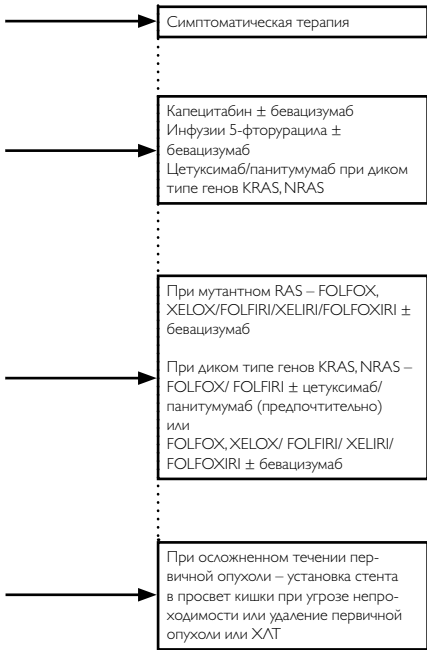 Симптоматическая терапия
Капецитабин ± бевацизумаб
Инфузии 5-фторурацила ±
бевацизумаб
Цетуксимаб/панитумумаб при диком
типе генов KRAS, NRAS
При мутантном RAS – FOLFOX,
XELOX/FOLFIRI/XELIRI/FOLFOXIRI ±
бевацизумаб
При диком типе генов KRAS, NRAS –
FOLFOX/ FOLFIRI ± цетуксимаб/
панитумумаб (предпочтительно)
или
FOLFOX, XELOX/ FOLFIRI/ XELIRI/
FOLFOXIRI ± бевацизумаб
При осложненном течении пер-
вичной опухоли – установка стента
в просвет кишки при угрозе непро-
ходимости или удаление первичной
опухоли или ХЛТ